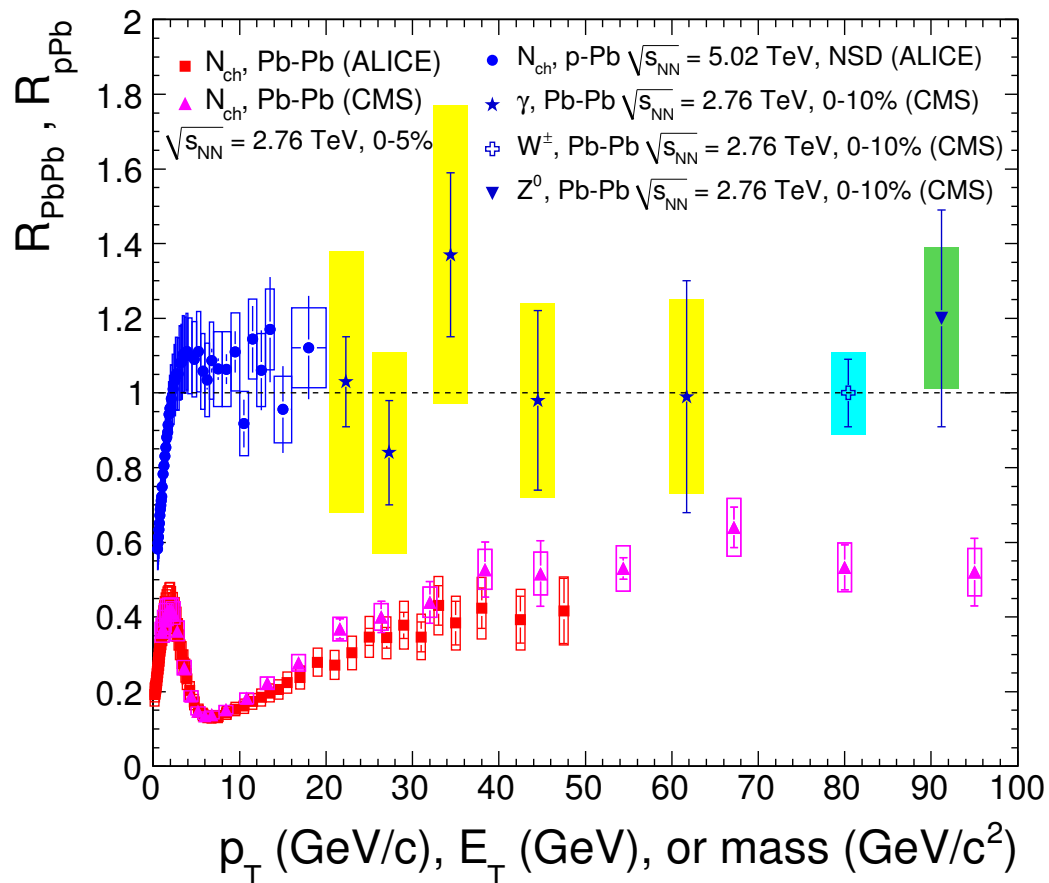 R_PbPb , R_pPb
2
1.8
1.6
1.4
1.2
1
0.8
0.6
0.4
0.2
0
N_ch, Pb-Pb (ALICE)
N_ch, Pb-Pb (CMS)
√s_NN = 2.76 TeV, 0-5%
N_ch, p-Pb √s_NN = 5.02 TeV, NSD (ALICE)
γ, Pb-Pb √s_NN = 2.76 TeV, 0-10% (CMS)
W^±, Pb-Pb √s_NN = 2.76 TeV, 0-10% (CMS)
Z^0, Pb-Pb √s_NN = 2.76 TeV, 0-10% (CMS)
0 10 20 30 40 50 60 70 80 90 100
p_T (GeV/c), E_T (GeV), or mass (GeV/c^2)